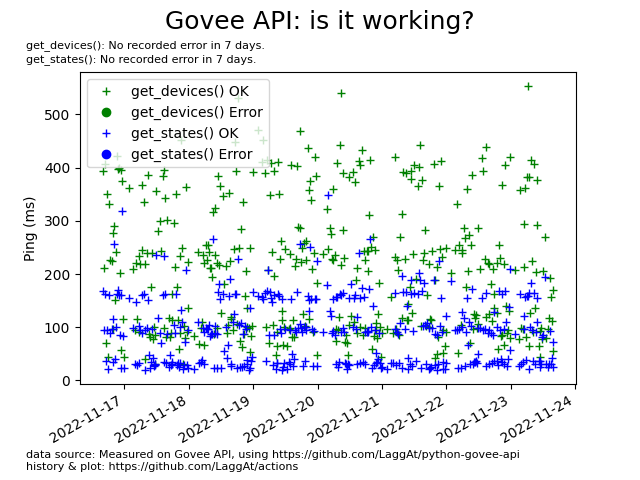 Govee API: is it working?
get_devices(): No recorded error in 7 days.
get_states(): No recorded error in 7 days.
get_devices() OK
get_devices() Error
get_states() OK
get_states() Error
Ping (ms)
500
400
300
200
100
0
2022-11-17
2022-11-18
2022-11-19
2022-11-20
2022-11-21
2022-11-22
2022-11-23
2022-11-24
data source: Measured on Govee API, using https://github.com/LaggAt/python-govee-api
history & plot: https://github.com/LaggAt/actions